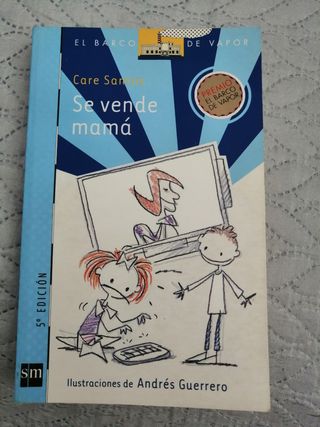 EL BARCO DE VAPOR
Care Santos
Se vende
mamá
PREMIO
EL BARCO
DE VAPOR
5ª EDICIÓN
sm
Ilustraciones de Andrés Guerrero